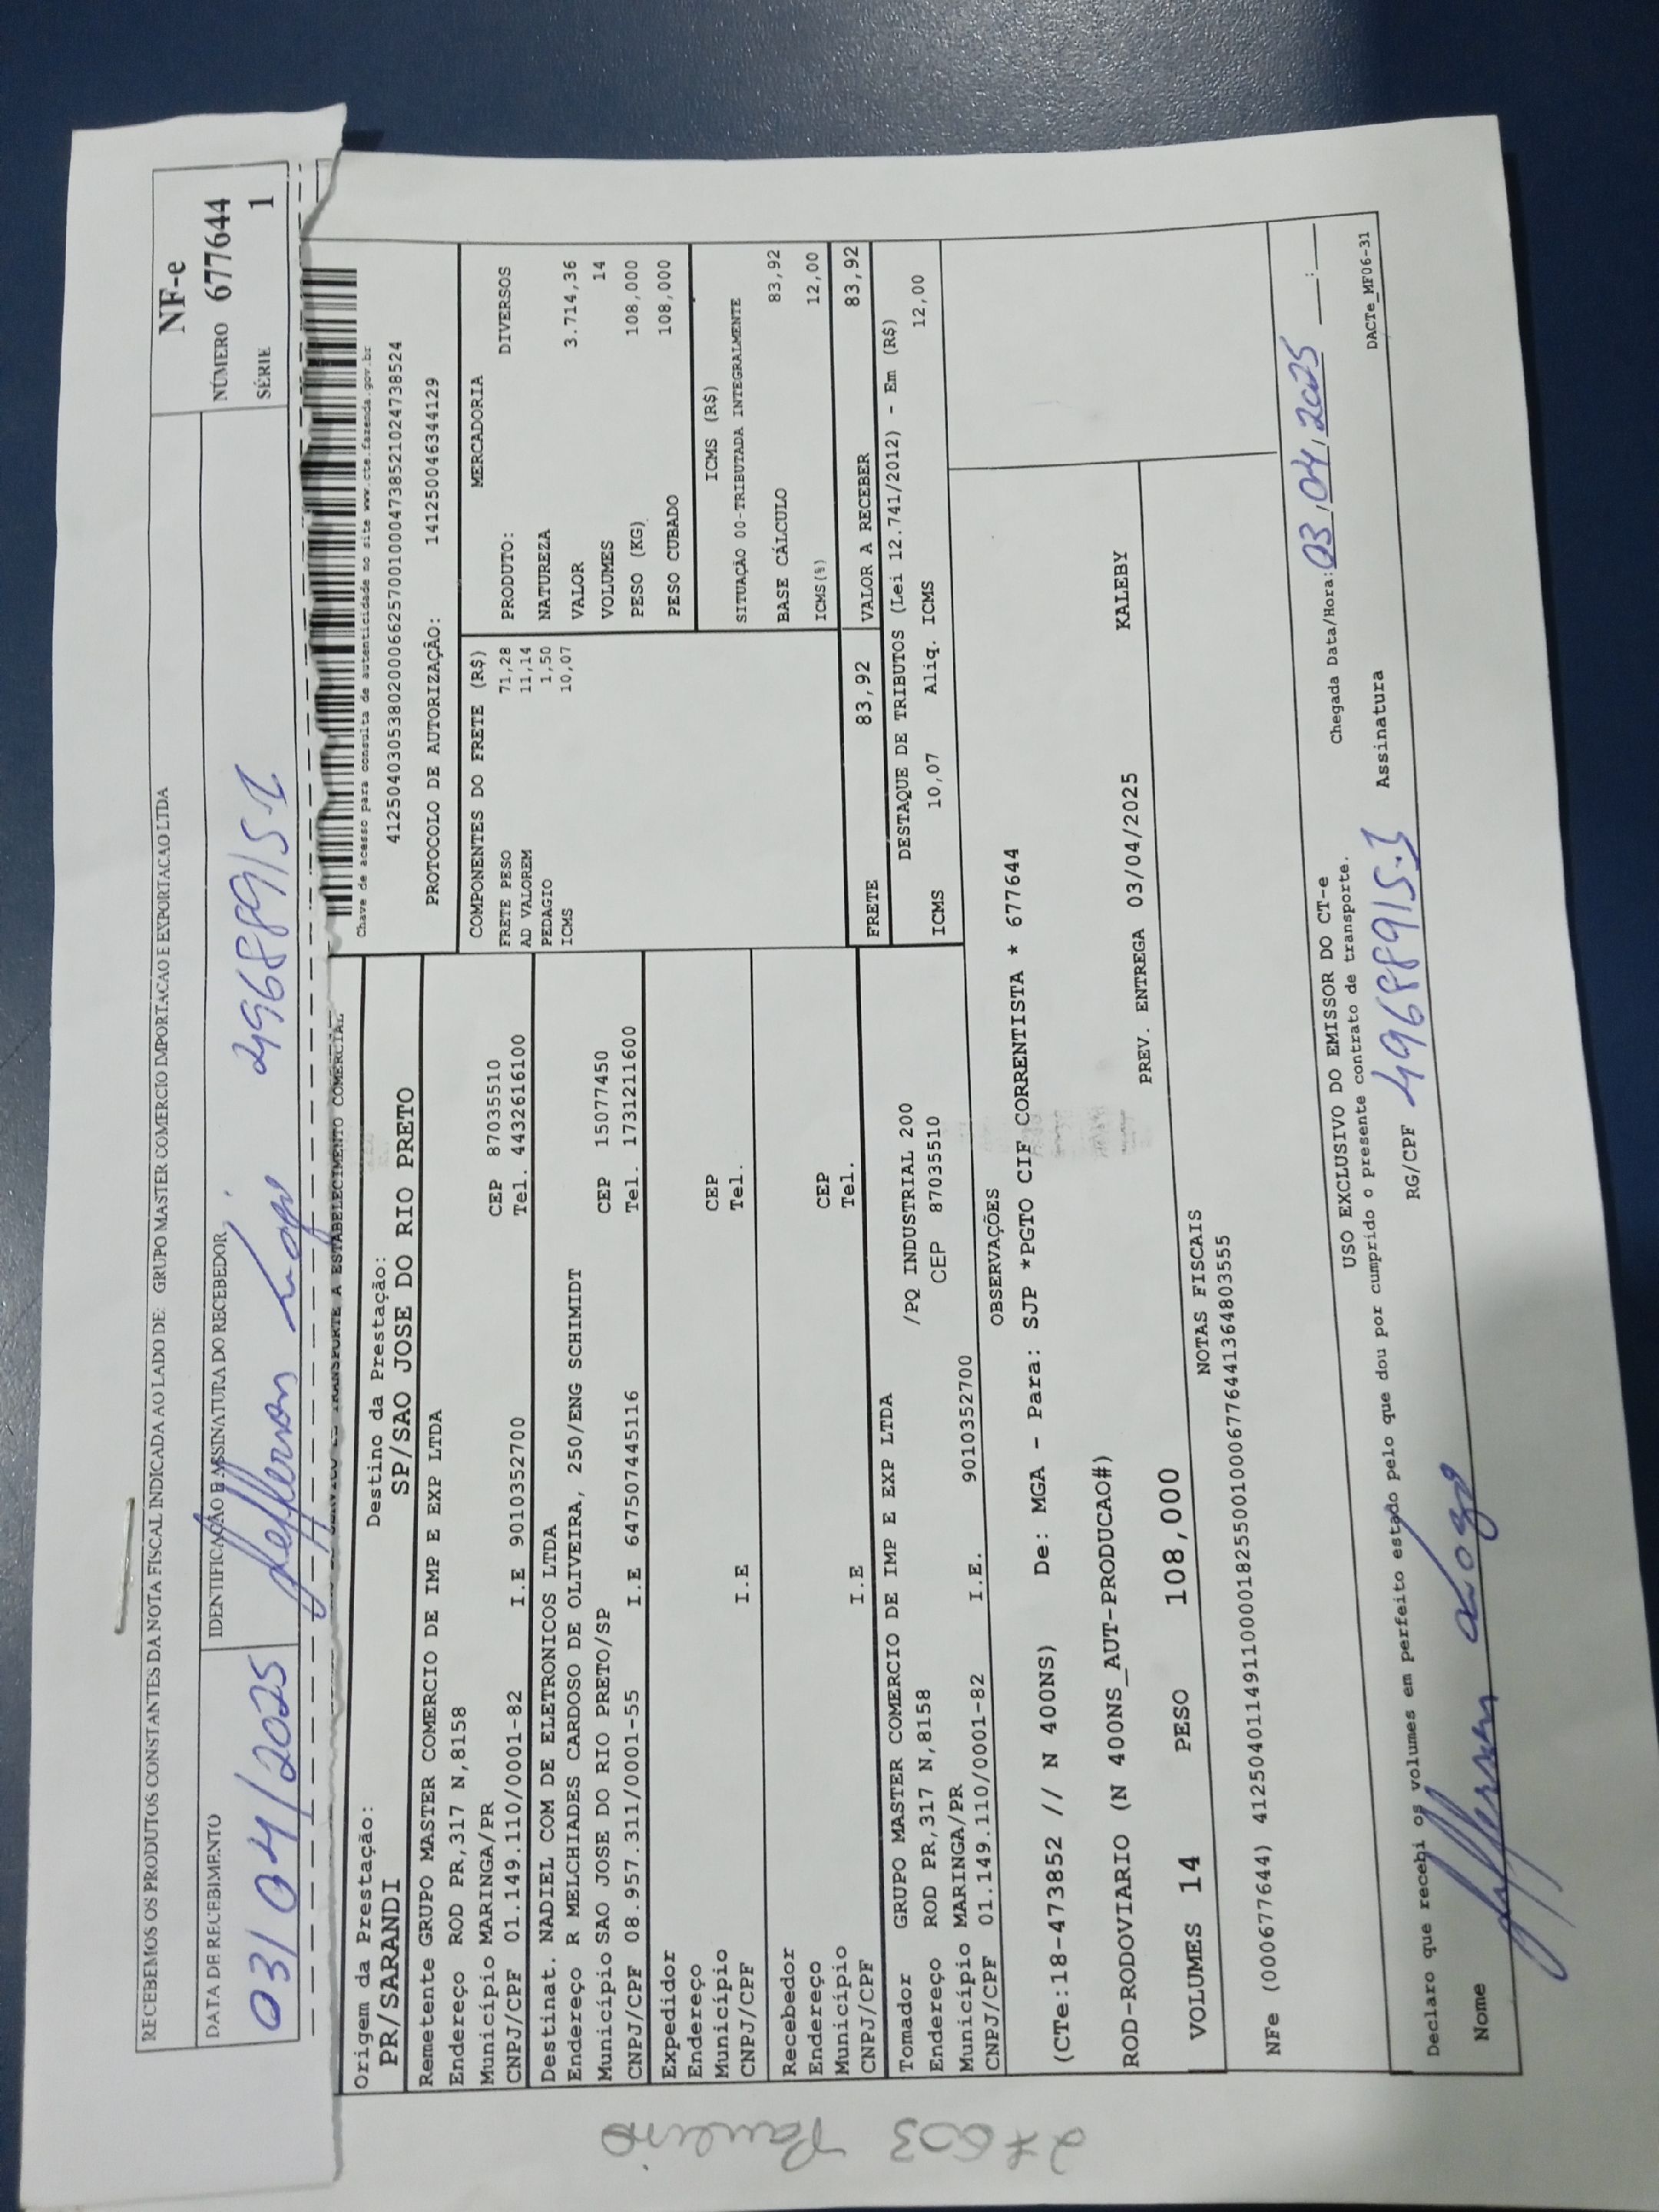 RECEBEMOS OS PRODUTOS CONSTANTES DA NOTA FISCAL INDICADA AO LADO DE: GRUPO MASTER COMERCIO IMPORTACAO E EXPORTACAO LTDA
NF-e
NÚMERO 677644
SÉRIE 1
DATA DE RECEBIMENTO
IDENTIFICAÇÃO E ASSINATURA DO RECEBEDOR
03/04/2025
Jefferson 496889155-1
TRANSPORTE A ESTABELECIMENTO COMERCIAL
Chave de acesso para consulta de autenticidade no site www.cte.fazenda.gov.br
41250403053802000662570010004738521024738524
PROTOCOLO DE AUTORIZAÇÃO: 141250046344129
Origem da Prestação:
PR/SARANDI
Destino da Prestação:
SP/SAO JOSE DO RIO PRETO
Remetente GRUPO MASTER COMERCIO DE IMP E EXP LTDA
Endereço ROD PR,317 N,8158
Município MARINGA/PR CEP 87035510
CNPJ/CPF 01.149.110/0001-82 I.E 9010352700 Tel. 4432616100
Destinat. NADIEL COM DE ELETRONICOS LTDA
Endereço R MELCHIADES CARDOSO DE OLIVEIRA, 250/ENG SCHIMIDT
Município SAO JOSE DO RIO PRETO/SP CEP 15077450
CNPJ/CPF 08.957.311/0001-55 I.E 647507445116 Tel. 1731211600
Expedidor
Endereço
Município CEP
CNPJ/CPF I.E Tel.
Recebedor
Endereço
Município CEP
CNPJ/CPF I.E Tel.
COMPONENTES DO FRETE (R$)
FRETE PESO 71,28
AD VALOREM 11,14
PEDAGIO 1,50
ICMS 10,07
MERCADORIA
PRODUTO: DIVERSOS
NATUREZA
VALOR 3.714,36
VOLUMES 14
PESO (KG) 108,000
PESO CUBADO 108,000
ICMS (R$)
SITUAÇÃO 00-TRIBUTADA INTEGRALMENTE
BASE CÁLCULO 83,92
ICMS(%) 12,00
FRETE 83,92 VALOR A RECEBER 83,92
DESTAQUE DE TRIBUTOS (Lei 12.741/2012) - Em (R$)
ICMS 10,07 Aliq. ICMS 12,00
Tomador GRUPO MASTER COMERCIO DE IMP E EXP LTDA
Endereço ROD PR,317 N,8158 /PQ INDUSTRIAL 200
Município MARINGA/PR CEP 87035510
CNPJ/CPF 01.149.110/0001-82 I.E. 9010352700
OBSERVAÇÕES
(CTe:18-473852 // N 400NS) De: MGA - Para: SJP *PGTO CIF CORRENTISTA * 677644
ROD-RODOVIARIO (N 400NS_AUT-PRODUCAO#) PREV. ENTREGA 03/04/2025 KALEBY
VOLUMES 14 PESO 108,000
NOTAS FISCAIS
NFe (000677644) 41250401149110000182550010006776441364803555
USO EXCLUSIVO DO EMISSOR DO CT-e
Chegada Data/Hora: 03,04,2025 ___:___
Declaro que recebi os volumes em perfeito estado pelo que dou por cumprido o presente contrato de transporte.
Nome Jefferson RG/CPF Assinatura
DACTe_MF06-31